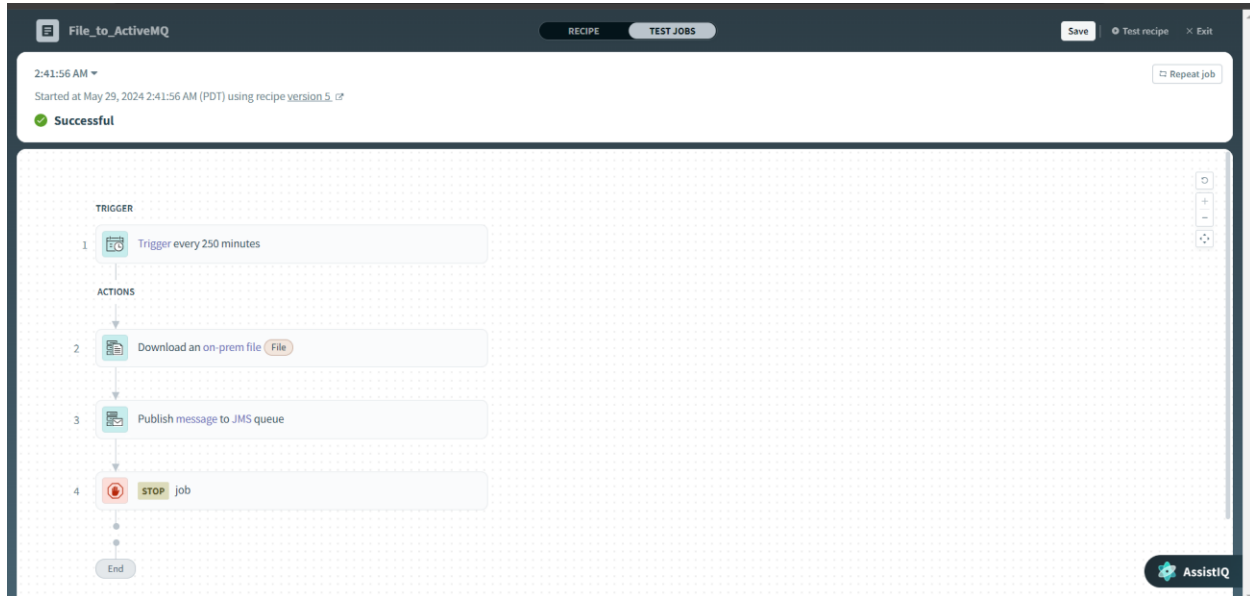 File_to_ActiveMQ
RECIPE
TEST JOBS
Save
Test recipe
Exit
2:41:56 AM
Repeat job
Started at May 29, 2024 2:41:56 AM (PDT) using recipe version 5
Successful
TRIGGER
1 Trigger every 250 minutes
ACTIONS
2 Download an on-prem file File
3 Publish message to JMS queue
4 STOP job
End
AssistIQ